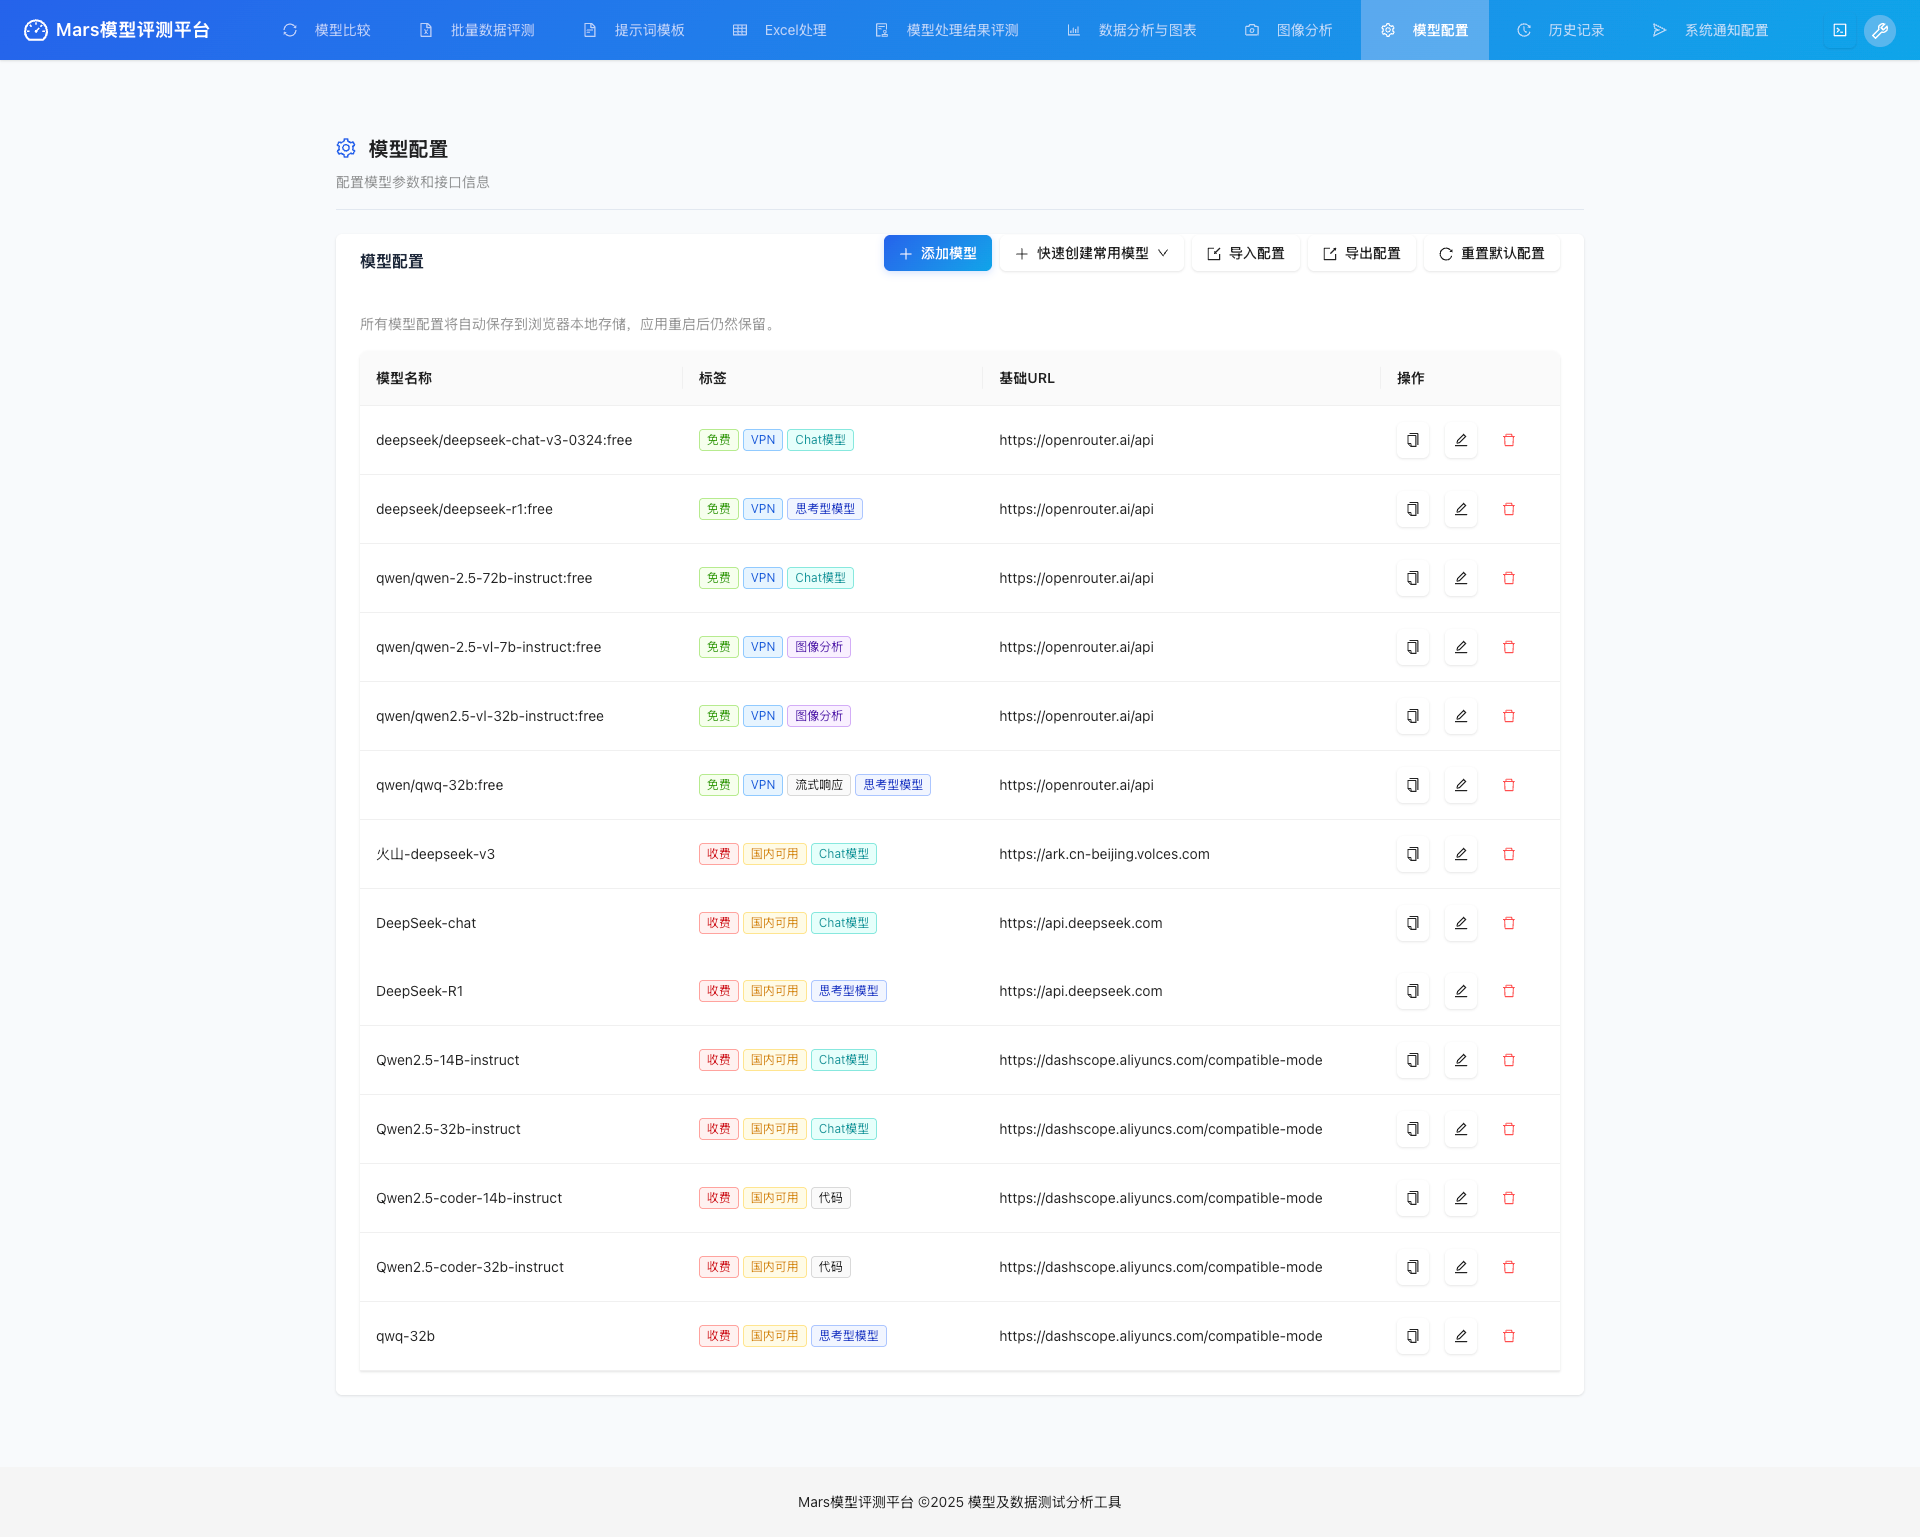 Mars模型评测平台 模型比较 批量数据评测 提示词模板 Excel处理 模型处理结果评测 数据分析与图表 图像分析 模型配置 历史记录 系统通知配置
模型配置
配置模型参数和接口信息
模型配置 添加模型 快速创建常用模型 导入配置 导出配置 重置默认配置
所有模型配置将自动保存到浏览器本地存储，应用重启后仍然保留。
模型名称 标签 基础URL 操作
deepseek/deepseek-chat-v3-0324:free 免费 VPN Chat模型 https://openrouter.ai/api
deepseek/deepseek-r1:free 免费 VPN 思考型模型 https://openrouter.ai/api
qwen/qwen-2.5-72b-instruct:free 免费 VPN Chat模型 https://openrouter.ai/api
qwen/qwen-2.5-vl-7b-instruct:free 免费 VPN 图像分析 https://openrouter.ai/api
qwen/qwen2.5-vl-32b-instruct:free 免费 VPN 图像分析 https://openrouter.ai/api
qwen/qwq-32b:free 免费 VPN 流式响应 思考型模型 https://openrouter.ai/api
火山-deepseek-v3 收费 国内可用 Chat模型 https://ark.cn-beijing.volces.com
DeepSeek-chat 收费 国内可用 Chat模型 https://api.deepseek.com
DeepSeek-R1 收费 国内可用 思考型模型 https://api.deepseek.com
Qwen2.5-14B-instruct 收费 国内可用 Chat模型 https://dashscope.aliyuncs.com/compatible-mode
Qwen2.5-32b-instruct 收费 国内可用 Chat模型 https://dashscope.aliyuncs.com/compatible-mode
Qwen2.5-coder-14b-instruct 收费 国内可用 代码 https://dashscope.aliyuncs.com/compatible-mode
Qwen2.5-coder-32b-instruct 收费 国内可用 代码 https://dashscope.aliyuncs.com/compatible-mode
qwq-32b 收费 国内可用 思考型模型 https://dashscope.aliyuncs.com/compatible-mode
Mars模型评测平台 ©2025 模型及数据测试分析工具